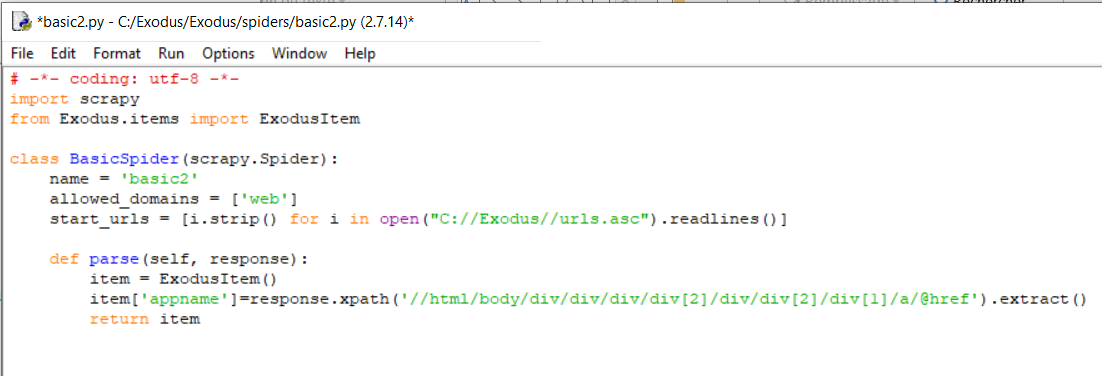 *basic2.py - C:/Exodus/Exodus/spiders/basic2.py (2.7.14)*
File Edit Format Run Options Window Help
# -*- coding: utf-8 -*-
import scrapy
from Exodus.items import ExodusItem
class BasicSpider(scrapy.Spider):
    name = 'basic2'
    allowed_domains = ['web']
    start_urls = [i.strip() for i in open("C://Exodus//urls.asc").readlines()]
    def parse(self, response):
        item = ExodusItem()
        item['appname']=response.xpath('//html/body/div/div/div/div[2]/div/div[2]/div[1]/a/@href').extract()
        return item